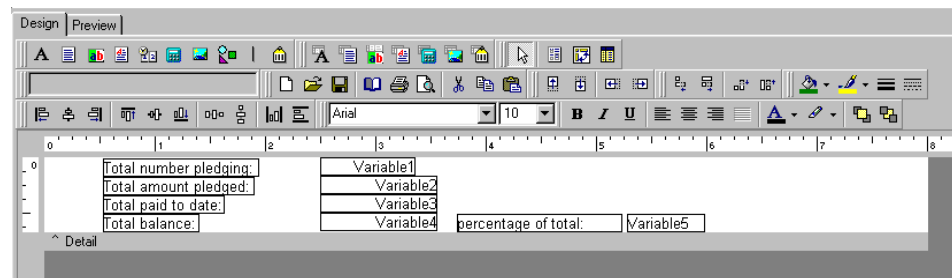 Design Preview
A A
Arial 10 B I U A
0 1 2 3 4 5 6 7 8
0 Total number pledging: Variable1
Total amount pledged: Variable2
Total paid to date: Variable3
Total balance: Variable4 percentage of total: Variable5
^ Detail